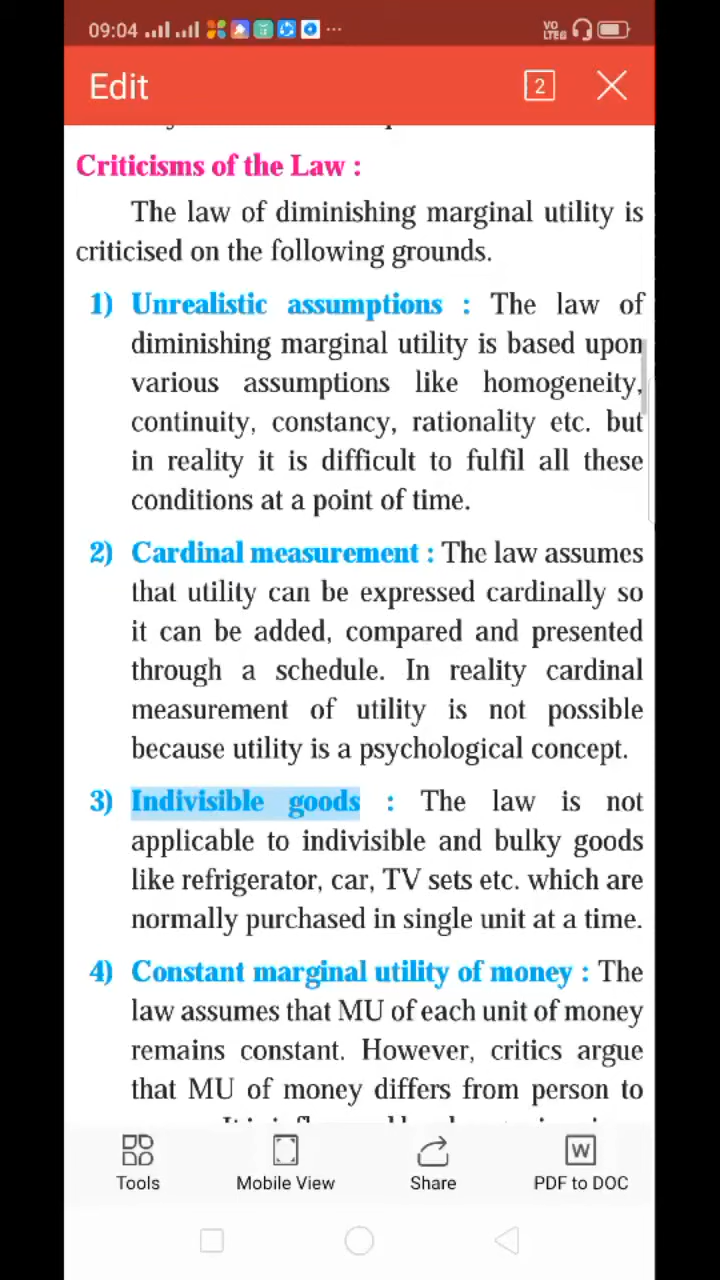 09:04
VO
LTE
Edit
2
Criticisms of the Law :
The law of diminishing marginal utility is
criticised on the following grounds.
1) Unrealistic assumptions : The law of
diminishing marginal utility is based upon
various assumptions like homogeneity,
continuity, constancy, rationality etc. but
in reality it is difficult to fulfil all these
conditions at a point of time.
2) Cardinal measurement : The law assumes
that utility can be expressed cardinally so
it can be added, compared and presented
through a schedule. In reality cardinal
measurement of utility is not possible
because utility is a psychological concept.
3) Indivisible goods : The law is not
applicable to indivisible and bulky goods
like refrigerator, car, TV sets etc. which are
normally purchased in single unit at a time.
4) Constant marginal utility of money : The
law assumes that MU of each unit of money
remains constant. However, critics argue
that MU of money differs from person to
W
Tools Mobile View Share PDF to DOC